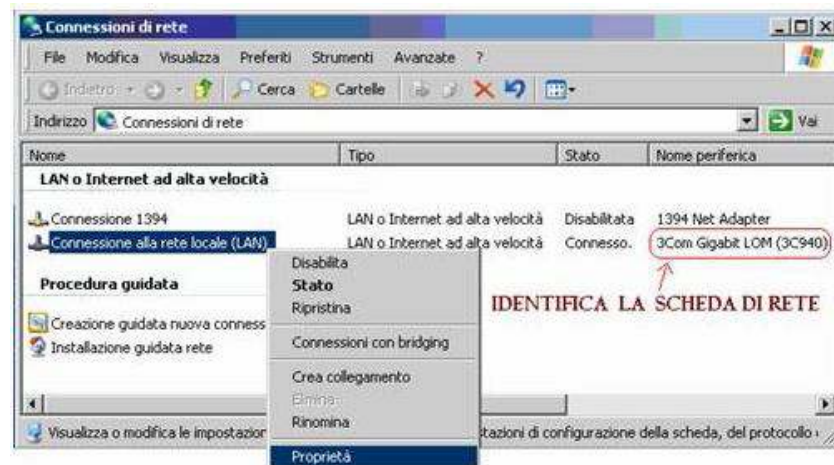 Connessioni di rete
File Modifica Visualizza Preferiti Strumenti Avanzate ?
Indietro Cerca Cartelle
Indirizzo Connessioni di rete Vai
Nome Tipo Stato Nome periferica
LAN o Internet ad alta velocità
Connessione 1394 LAN o Internet ad alta velocità Disabilitata 1394 Net Adapter
Connessione alla rete locale (LAN) LAN o Internet ad alta velocità Connesso. 3Com Gigabit LOM (3C940)
Disabilita
Procedura guidata
Stato
IDENTIFICA LA SCHEDA DI RETE
Ripristina
Creazione guidata nuova conness
Connessioni con bridging
Installazione guidata rete
Crea collegamento
Elimina
Rinomina
Visualizza o modifica le impostazion tazioni di configurazione della scheda, del protocollo
Proprietà